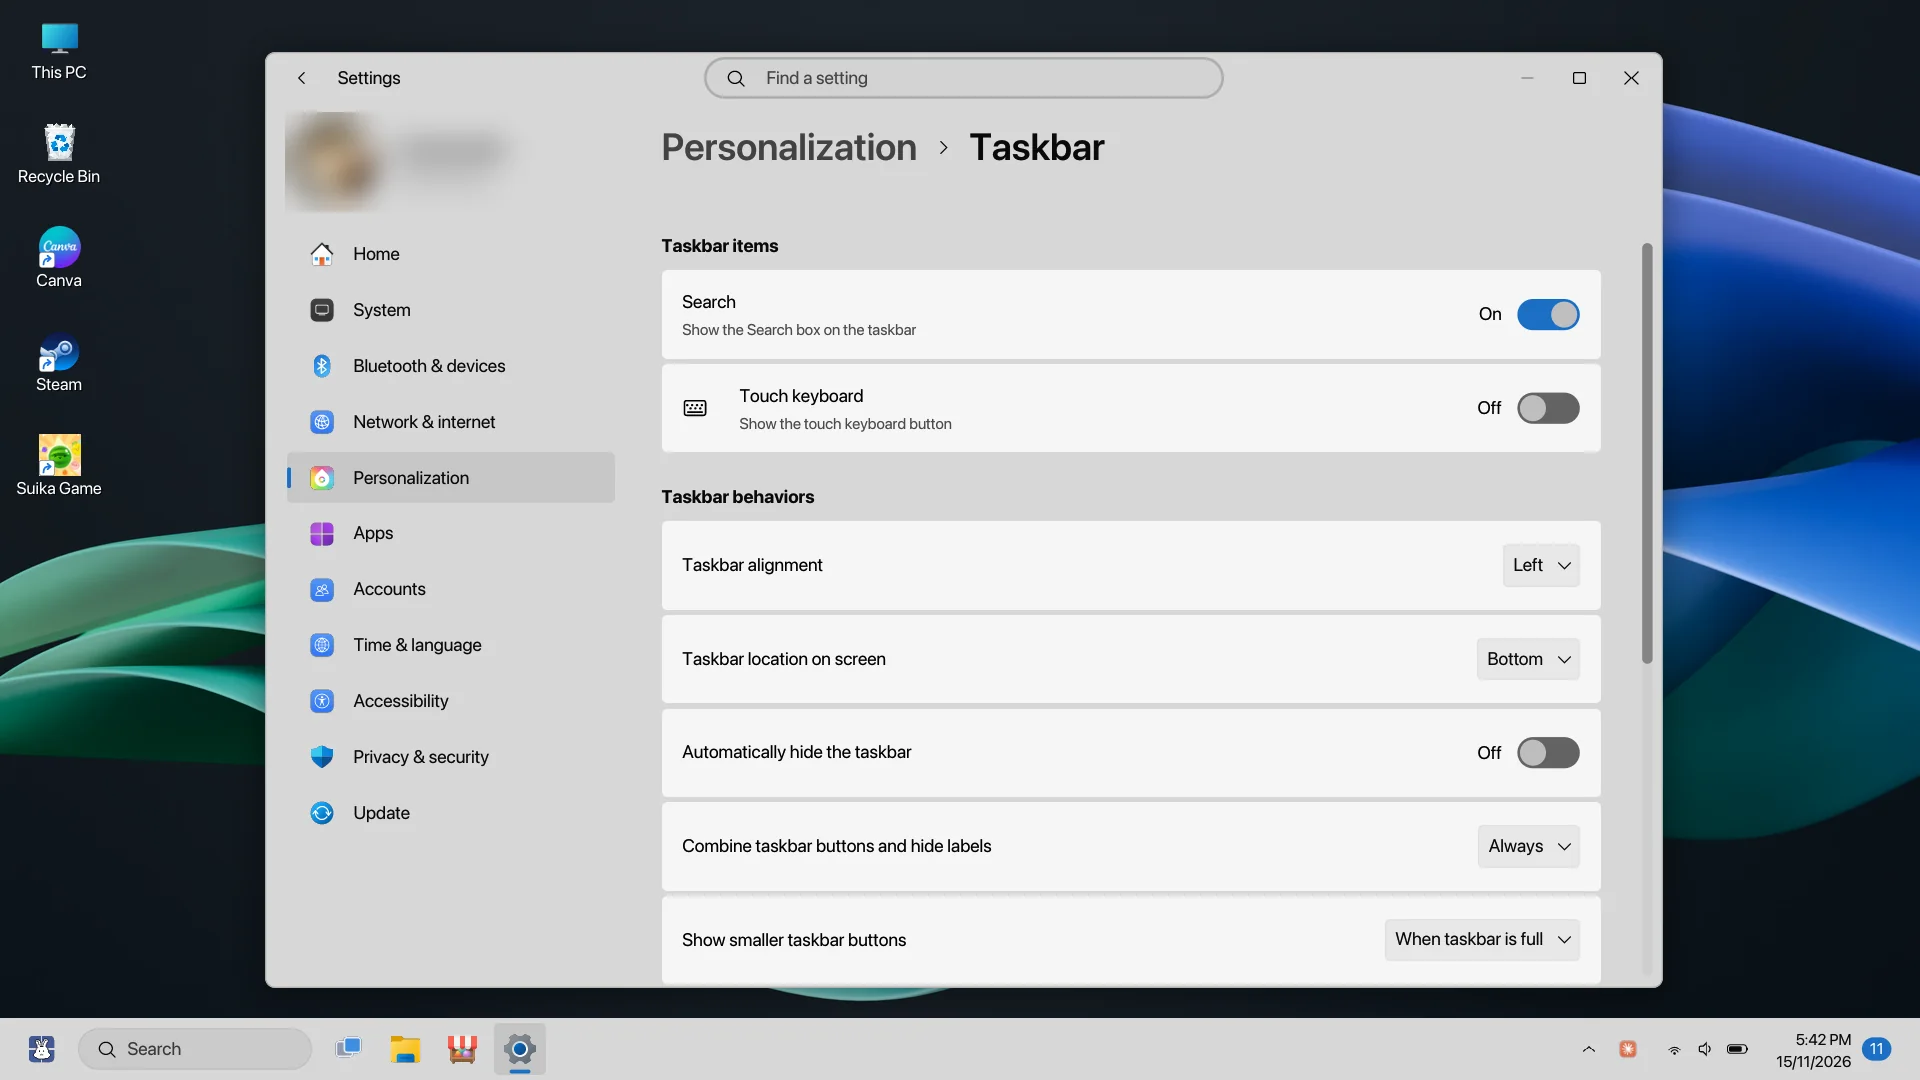 This PC
Recycle Bin
Canva
Canva
Steam
Suika Game
Settings
Find a setting
Home
System
Bluetooth & devices
Network & internet
Personalization
Apps
Accounts
Time & language
Accessibility
Privacy & security
Update
Personalization > Taskbar
Taskbar items
Search
Show the Search box on the taskbar
On
Touch keyboard
Show the touch keyboard button
Off
Taskbar behaviors
Taskbar alignment
Left
Taskbar location on screen
Bottom
Automatically hide the taskbar
Off
Combine taskbar buttons and hide labels
Always
Show smaller taskbar buttons
When taskbar is full
Search
5:42 PM
15/11/2026
11